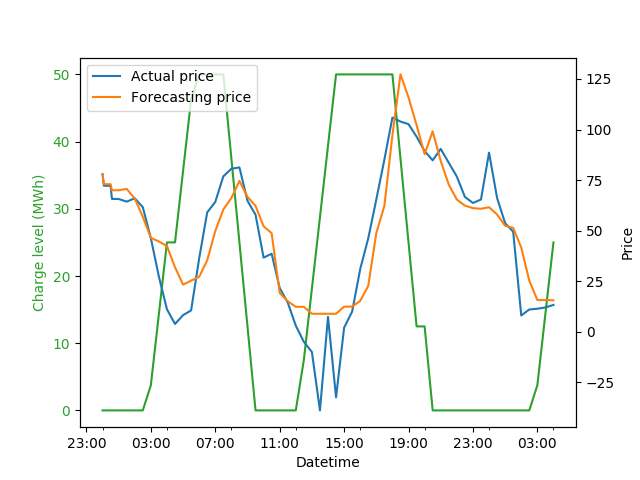 Actual price
Forecasting price
50
40
30
20
10
0
Charge level (MWh)
125
100
75
50
25
0
−25
Price
23:00 03:00 07:00 11:00 15:00 19:00 23:00 03:00
Datetime